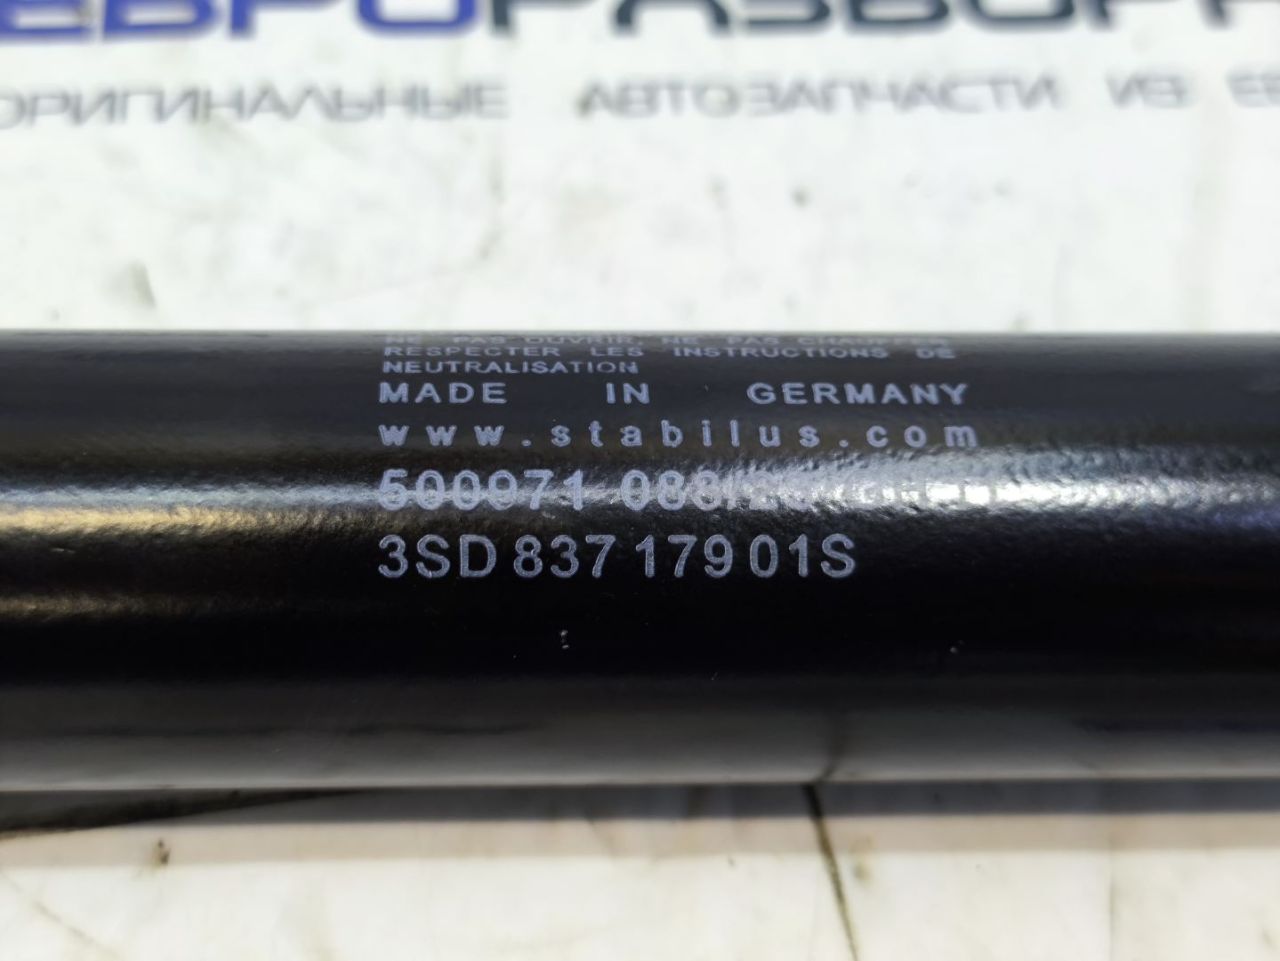 ОРИГИНАЛЬНЫЕ АВТОЗАПЧАСТИ ИЗ
NE PAS OUVRIR, NE PAS CHAUFFER
RESPECTER LES INSTRUCTIONS DE
NEUTRALISATION
MADE IN GERMANY
www.stabilus.com
500971
3SD 837 179 01S